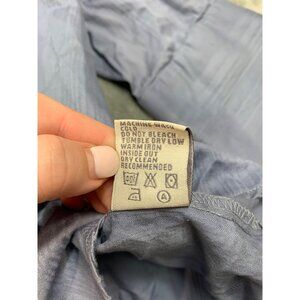 MACHINE WASH
COLD
DO NOT BLEACH
TUMBLE DRY LOW
WARM IRON
INSIDE OUT
DRY CLEAN
RECOMMENDED
A